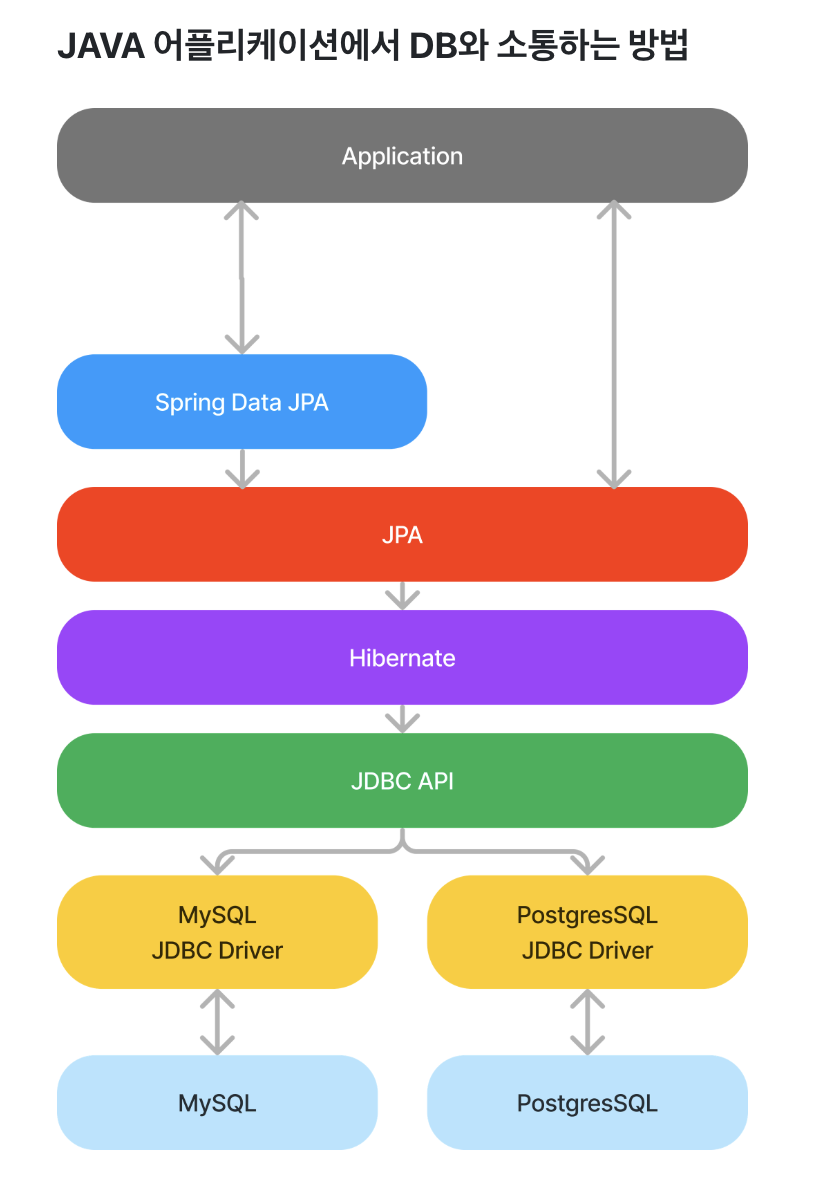 JAVA 어플리케이션에서 DB와 소통하는 방법
Application
Spring Data JPA
JPA
Hibernate
JDBC API
MySQL
JDBC Driver
PostgresSQL
JDBC Driver
MySQL
PostgresSQL